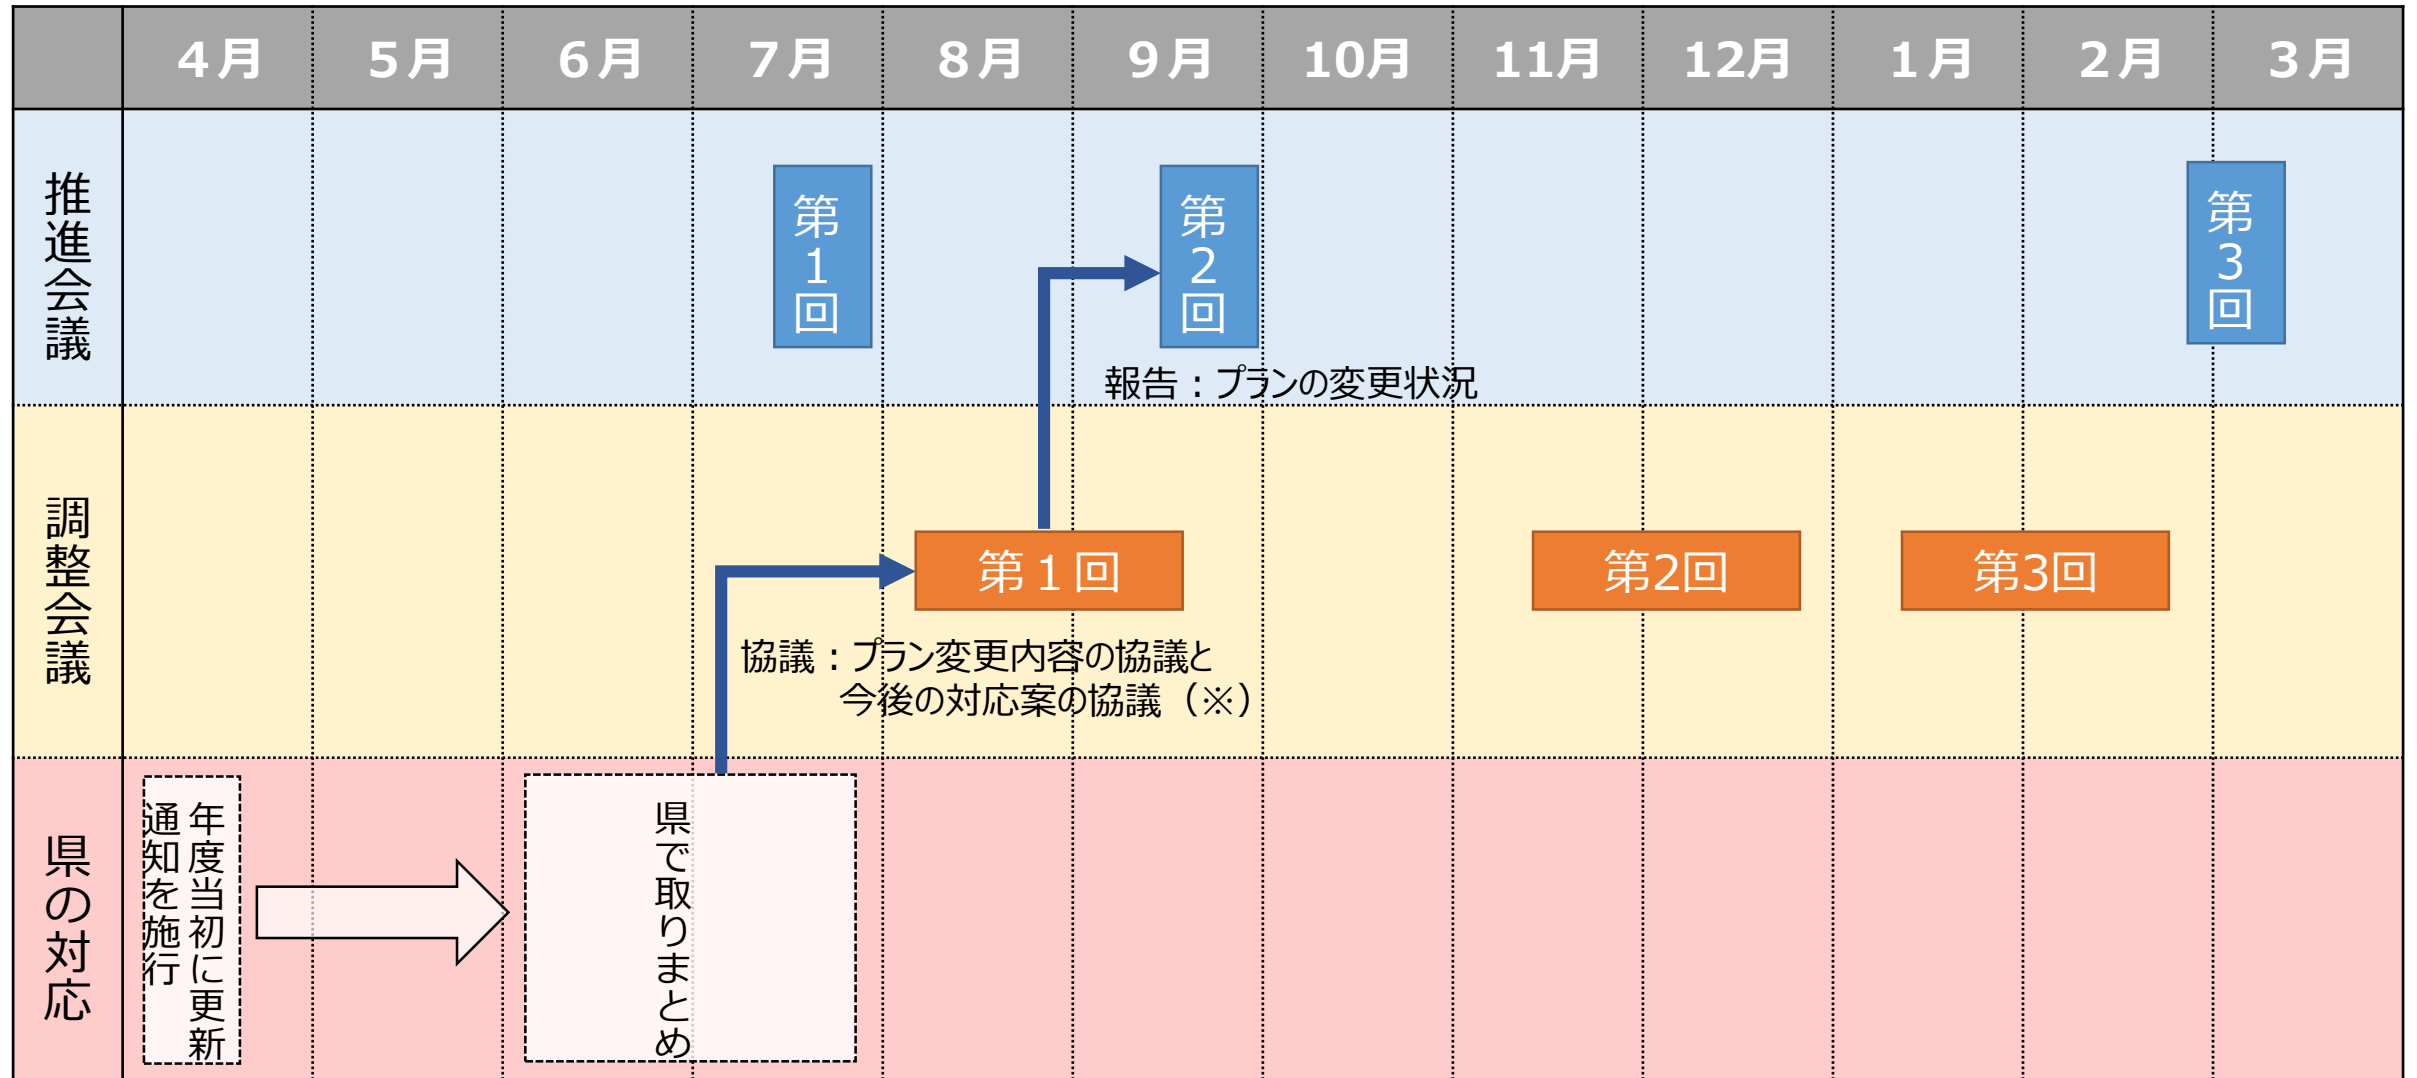 ４月 ５月 ６月 ７月 ８月 ９月 10月 11月 12月 １月 ２月 ３月
推進会議
第１回
第２回
第３回
報告：プランの変更状況
調整会議
第１回
第2回
第3回
協議：プラン変更内容の協議と
今後の対応案の協議（※）
県の対応
年度当初に更新
通知を施行
県で取りまとめ